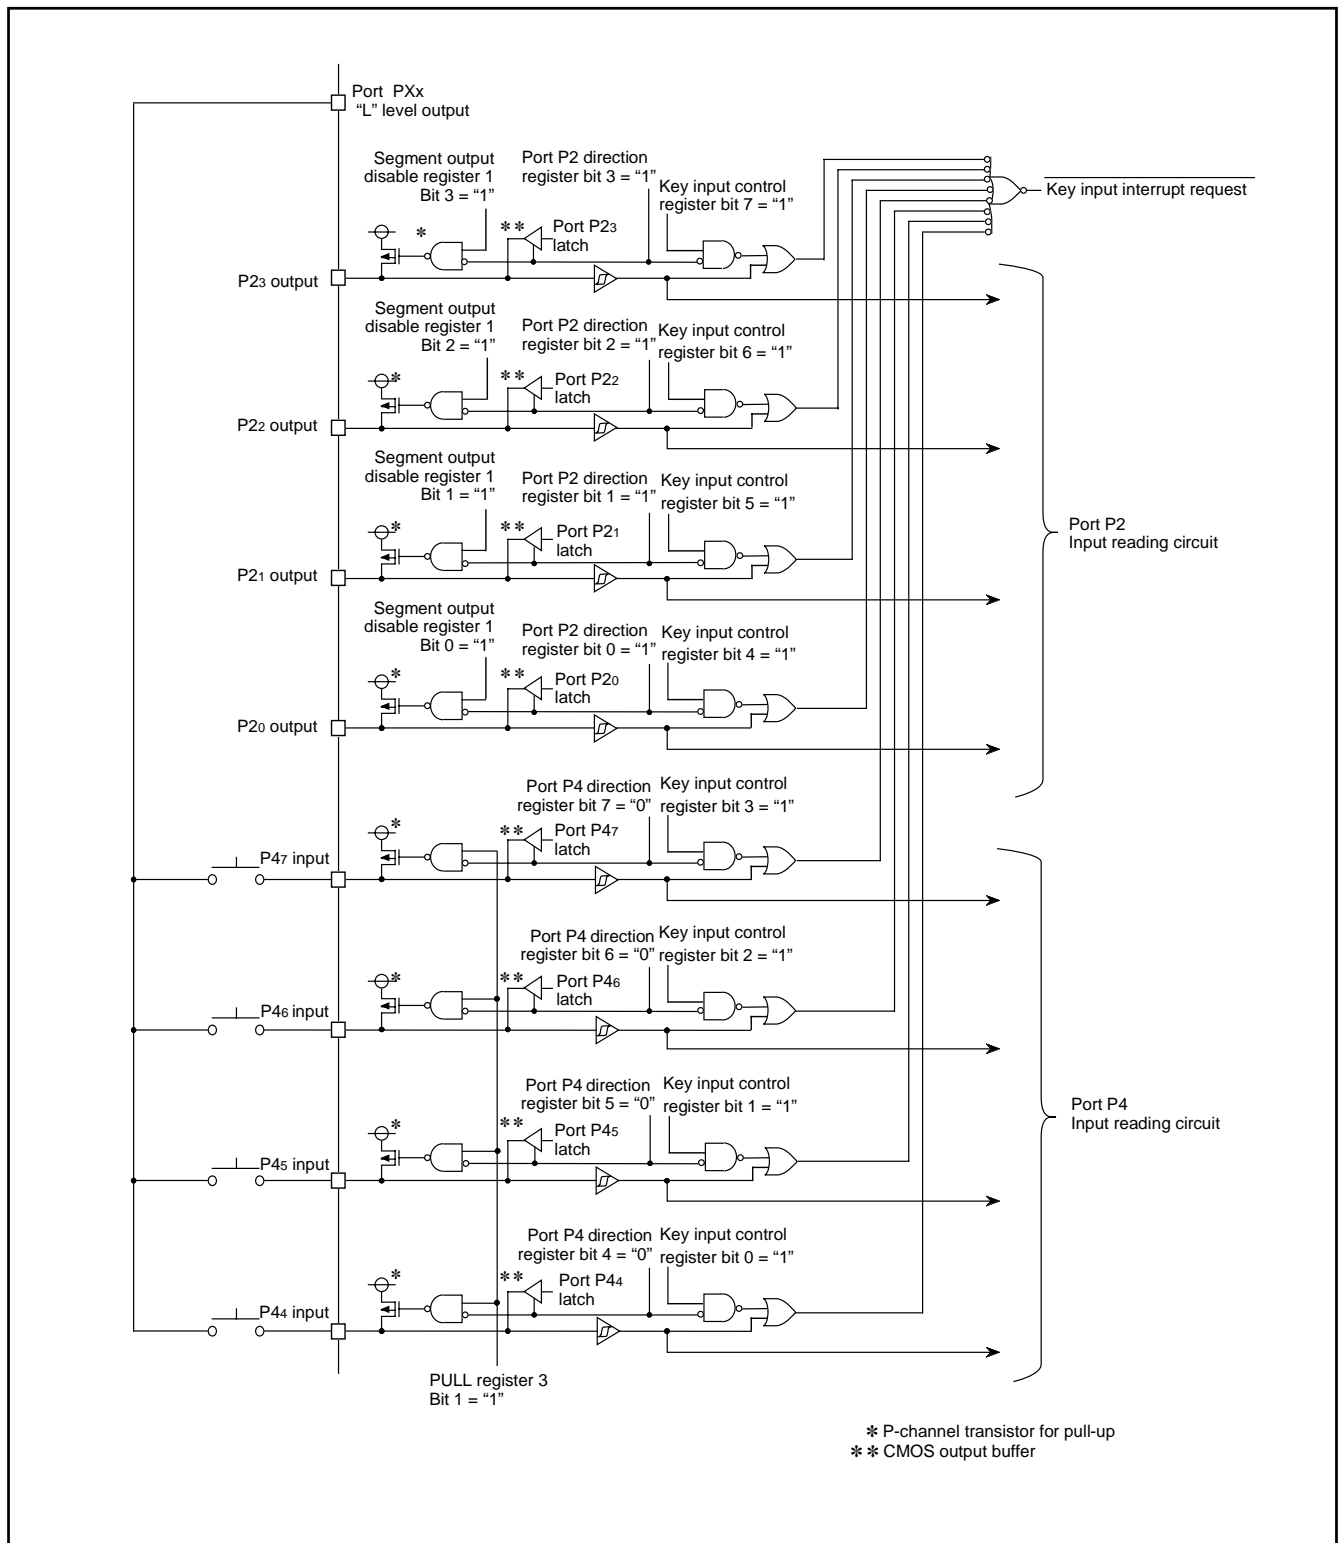 Port PXx
“L” level output
Segment output
disable register 1
Bit 3 = “1”
Port P2 direction
register bit 3 = “1”
Key input control
register bit 7 = “1”
Key input interrupt request
*
**
Port P23
latch
P23 output
Segment output
disable register 1
Bit 2 = “1”
Port P2 direction
register bit 2 = “1”
Key input control
register bit 6 = “1”
*
**
Port P22
latch
P22 output
Segment output
disable register 1
Bit 1 = “1”
Port P2 direction
register bit 1 = “1”
Key input control
register bit 5 = “1”
*
**
Port P21
latch
P21 output
Port P2
Input reading circuit
Segment output
disable register 1
Bit 0 = “1”
Port P2 direction
register bit 0 = “1”
Key input control
register bit 4 = “1”
*
**
Port P20
latch
P20 output
Port P4 direction
register bit 7 = “0”
Key input control
register bit 3 = “1”
*
**
Port P47
latch
P47 input
Port P4 direction
register bit 6 = “0”
Key input control
register bit 2 = “1”
*
**
Port P46
latch
P46 input
Port P4 direction
register bit 5 = “0”
Key input control
register bit 1 = “1”
*
**
Port P45
latch
P45 input
Port P4
Input reading circuit
Port P4 direction
register bit 4 = “0”
Key input control
register bit 0 = “1”
*
**
Port P44
latch
P44 input
PULL register 3
Bit 1 = “1”
* P-channel transistor for pull-up
** CMOS output buffer